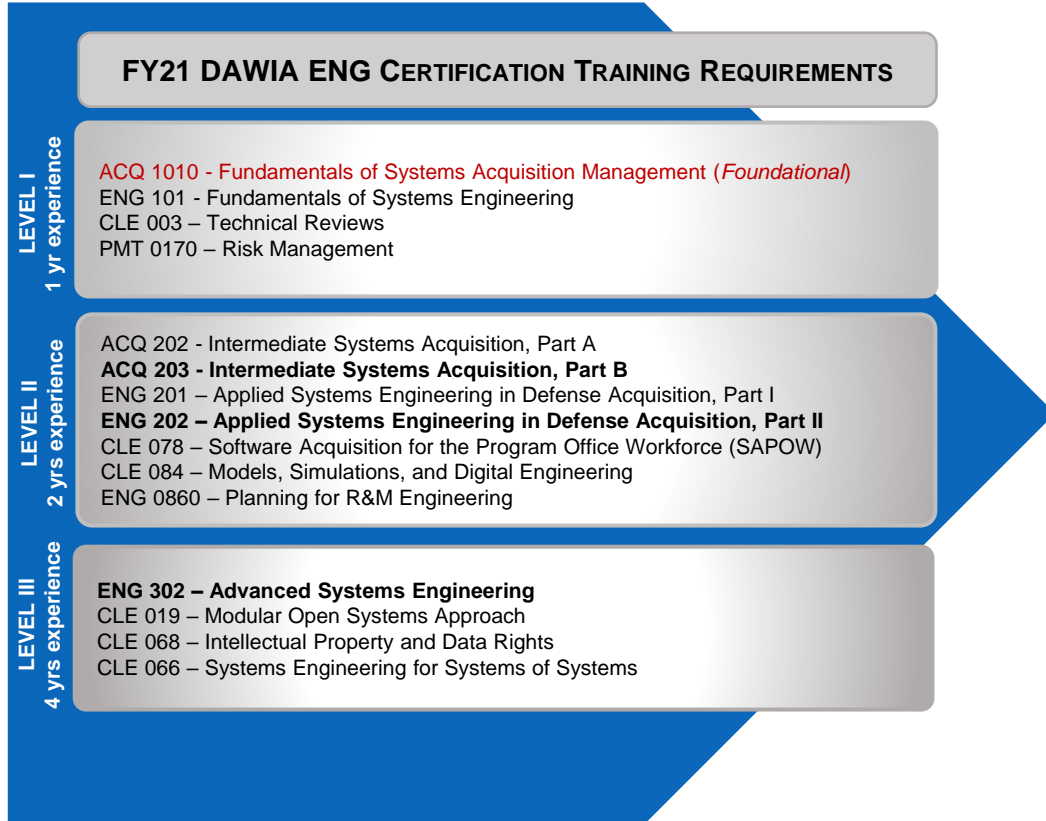 FY21 DAWIA ENG CERTIFICATION TRAINING REQUIREMENTS
LEVEL I
1 yr experience
ACQ 1010 - Fundamentals of Systems Acquisition Management (Foundational)
ENG 101 - Fundamentals of Systems Engineering
CLE 003 – Technical Reviews
PMT 0170 – Risk Management
LEVEL II
2 yrs experience
ACQ 202 - Intermediate Systems Acquisition, Part A
ACQ 203 - Intermediate Systems Acquisition, Part B
ENG 201 – Applied Systems Engineering in Defense Acquisition, Part I
ENG 202 – Applied Systems Engineering in Defense Acquisition, Part II
CLE 078 – Software Acquisition for the Program Office Workforce (SAPOW)
CLE 084 – Models, Simulations, and Digital Engineering
ENG 0860 – Planning for R&M Engineering
LEVEL III
4 yrs experience
ENG 302 – Advanced Systems Engineering
CLE 019 – Modular Open Systems Approach
CLE 068 – Intellectual Property and Data Rights
CLE 066 – Systems Engineering for Systems of Systems